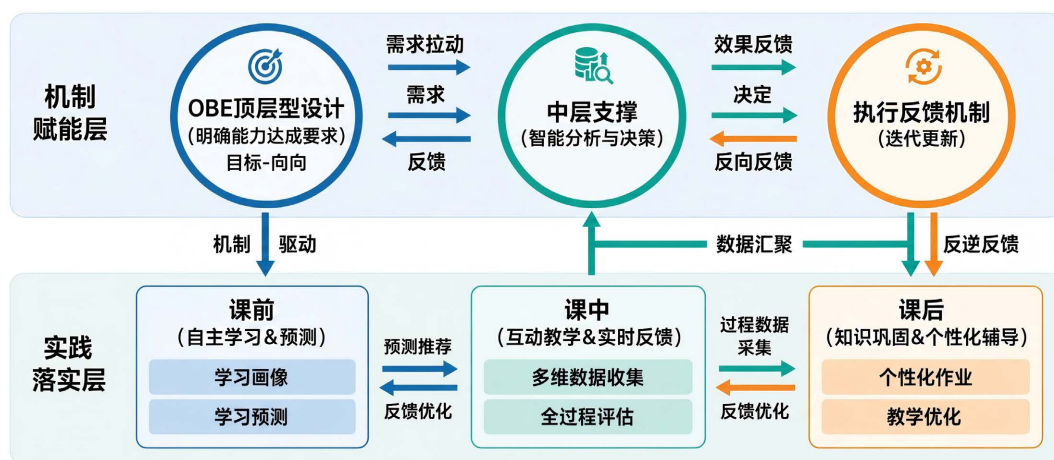 机制
赋能层
OBE顶层型设计
(明确能力达成要求)
目标-向向
需求拉动
需求
反馈
中层支撑
(智能分析与决策)
效果反馈
决定
反向反馈
执行反馈机制
(迭代更新)
机制 驱动
数据汇聚
反逆反馈
实践
落实层
课前
(自主学习&预测)
学习画像
学习预测
预测推荐
反馈优化
课中
(互动教学&实时反馈)
多维数据收集
全过程评估
过程数据
采集
反馈优化
课后
(知识巩固&个性化辅导)
个性化作业
教学优化